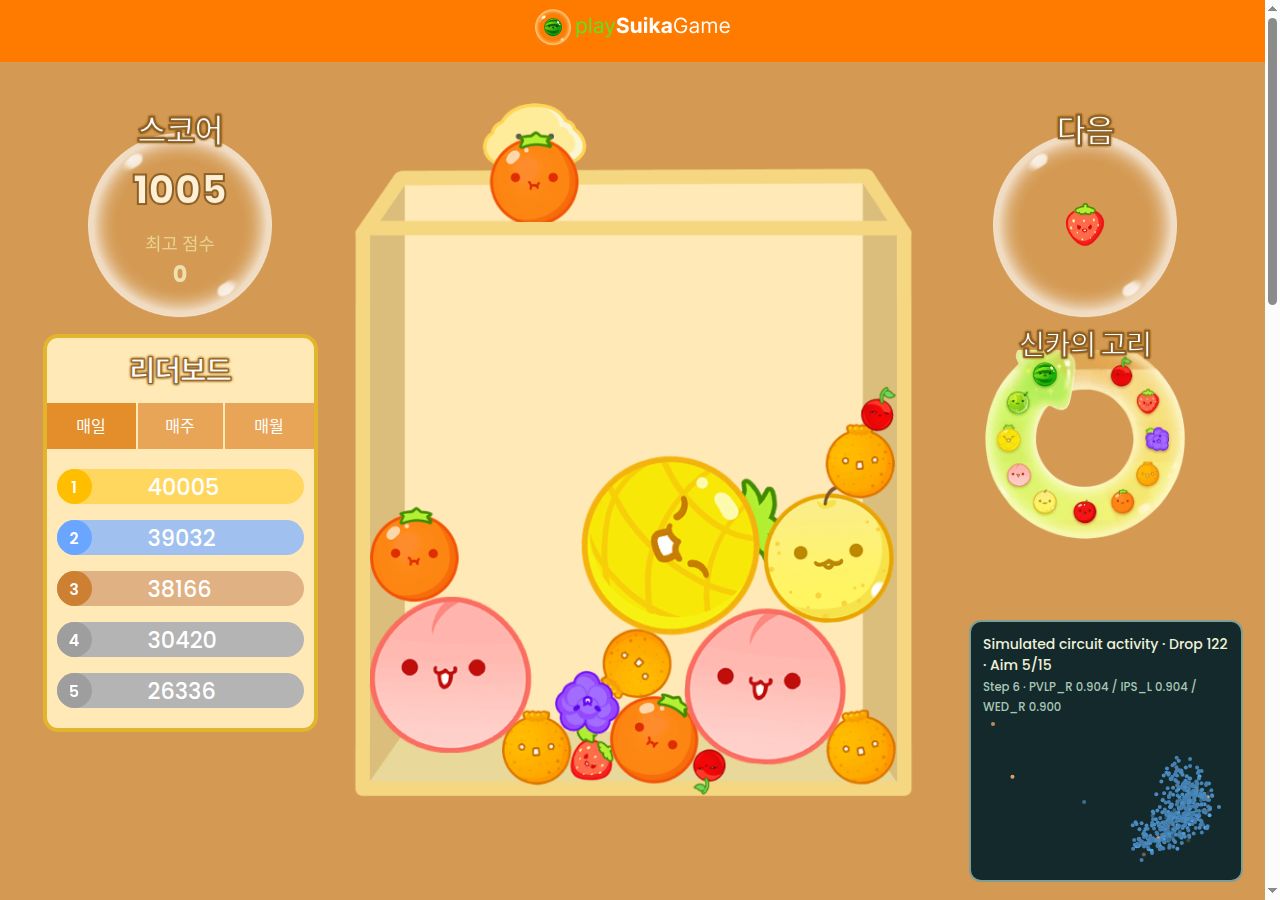 playSuikaGame
스코어
1005
최고 점수
0
다음
신카의 고리
리더보드
매일 매주 매월
1 40005
2 39032
3 38166
4 30420
5 26336
Simulated circuit activity · Drop 122
· Aim 5/15
Step 6 · PVLP_R 0.904 / IPS_L 0.904 /
WED_R 0.900